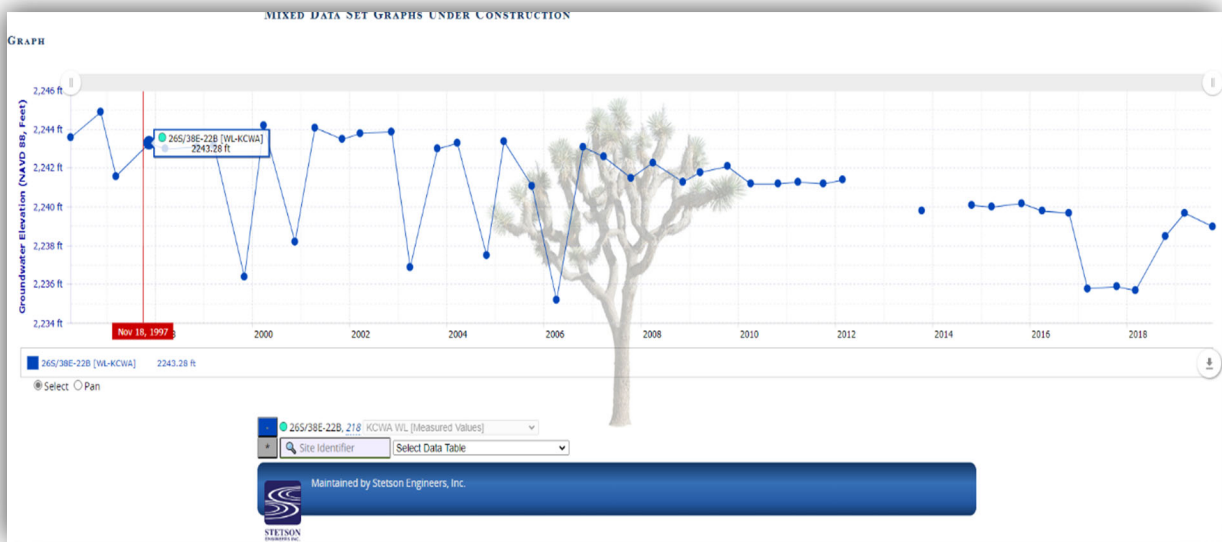 MIXED DATA SET GRAPHS UNDER CONSTRUCTION
GRAPH
2,246 ft
2,244 ft
2,242 ft
2,240 ft
2,238 ft
2,236 ft
2,234 ft
Groundwater Elevation (NAVD 88, Feet)
26S/38E-22B [WL-KCWA]
2243.28 ft
Nov 18, 1997
8
2000
2002
2004
2006
2008
2010
2012
2014
2016
2018
26S/38E-22B [WL-KCWA] 2243.28 ft
Select Pan
- 26S/38E-22B, 218 KCWA WL [Measured Values]
* Site Identifier Select Data Table
Maintained by Stetson Engineers, Inc.
STETSON
ENGINEERS INC.